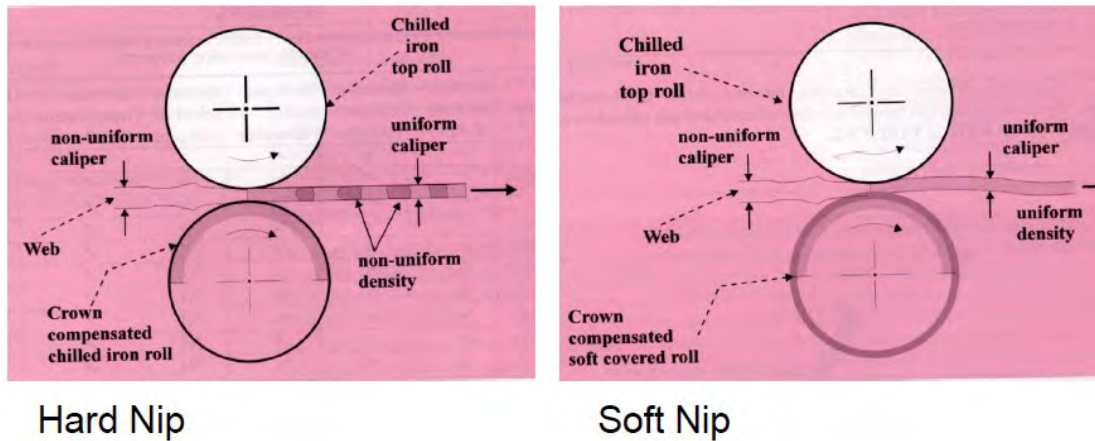 Chilled
iron
top roll
non-uniform
caliper
uniform
caliper
Web
non-uniform
density
Crown
compensated
chilled iron roll
Hard Nip
Chilled
iron
top roll
non-uniform
caliper
uniform
caliper
Web
uniform
density
Crown
compensated
soft covered roll
Soft Nip